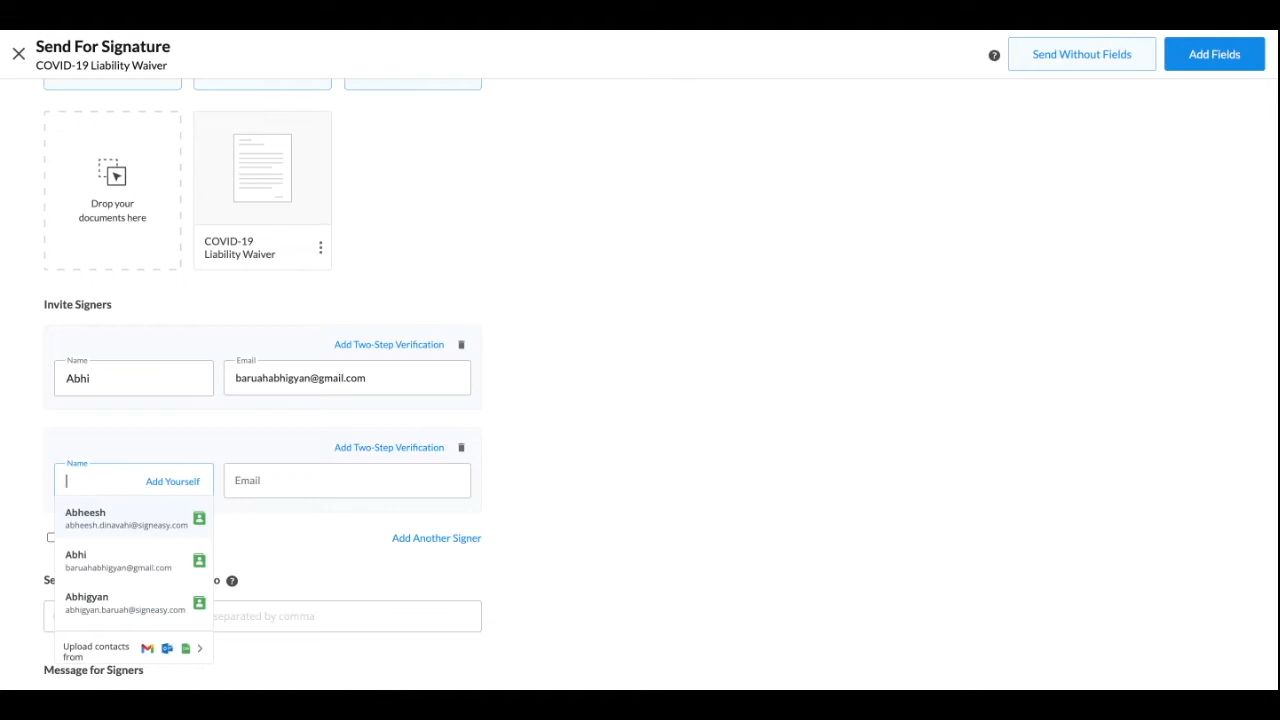 Send For Signature
COVID-19 Liability Waiver
?
Send Without Fields
Add Fields
Drop your
documents here
COVID-19
Liability Waiver
Invite Signers
Add Two-Step Verification
Name
Abhi
Email
baruahabhigyan@gmail.com
Add Two-Step Verification
Name
Add Yourself
Email
Abheesh
abheesh.dinavahi@signeasy.com
Abhi
baruahabhigyan@gmail.com
Abhigyan
abhigyan.baruah@signeasy.com
Upload contacts
from
Add Another Signer
Se
o ?
separated by comma
Message for Signers